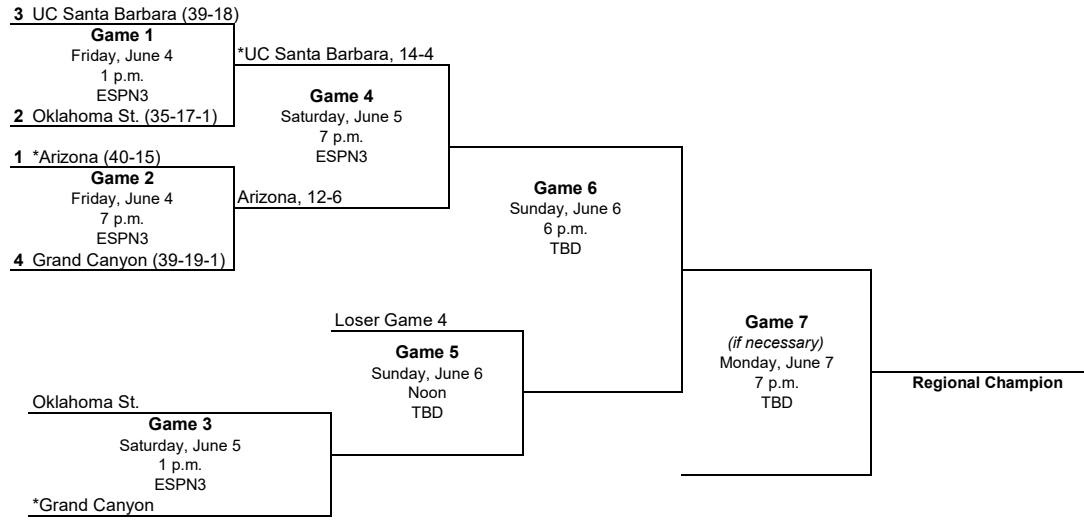 3 UC Santa Barbara (39-18)
Game 1
Friday, June 4
1 p.m.
ESPN3
2 Oklahoma St. (35-17-1)
*UC Santa Barbara, 14-4
Game 4
Saturday, June 5
7 p.m.
ESPN3
1 *Arizona (40-15)
Game 2
Friday, June 4
7 p.m.
ESPN3
4 Grand Canyon (39-19-1)
Arizona, 12-6
Game 6
Sunday, June 6
6 p.m.
TBD
Loser Game 4
Game 5
Sunday, June 6
Noon
TBD
Oklahoma St.
Game 3
Saturday, June 5
1 p.m.
ESPN3
*Grand Canyon
Game 7
(if necessary)
Monday, June 7
7 p.m.
TBD
Regional Champion